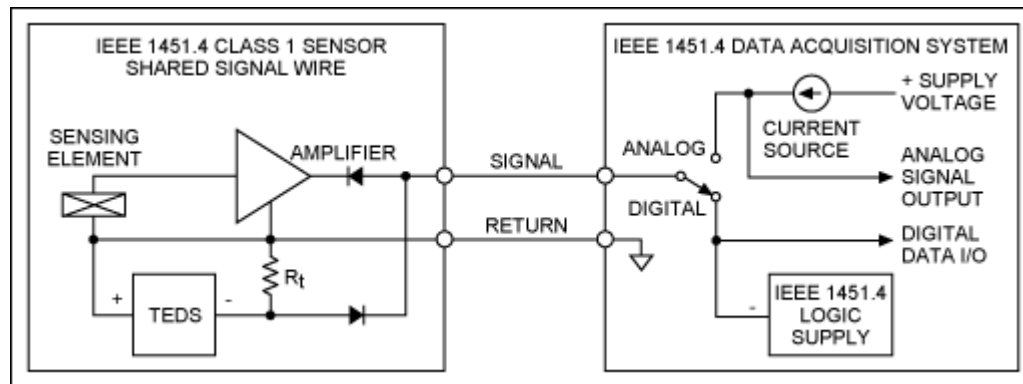 IEEE 1451.4 CLASS 1 SENSOR
SHARED SIGNAL WIRE
SENSING
ELEMENT
AMPLIFIER
Rt
+
TEDS
-
SIGNAL
RETURN
IEEE 1451.4 DATA ACQUISITION SYSTEM
+ SUPPLY
VOLTAGE
CURRENT
SOURCE
ANALOG
ANALOG
SIGNAL
OUTPUT
DIGITAL
DIGITAL
DATA I/O
-
IEEE 1451.4
LOGIC
SUPPLY